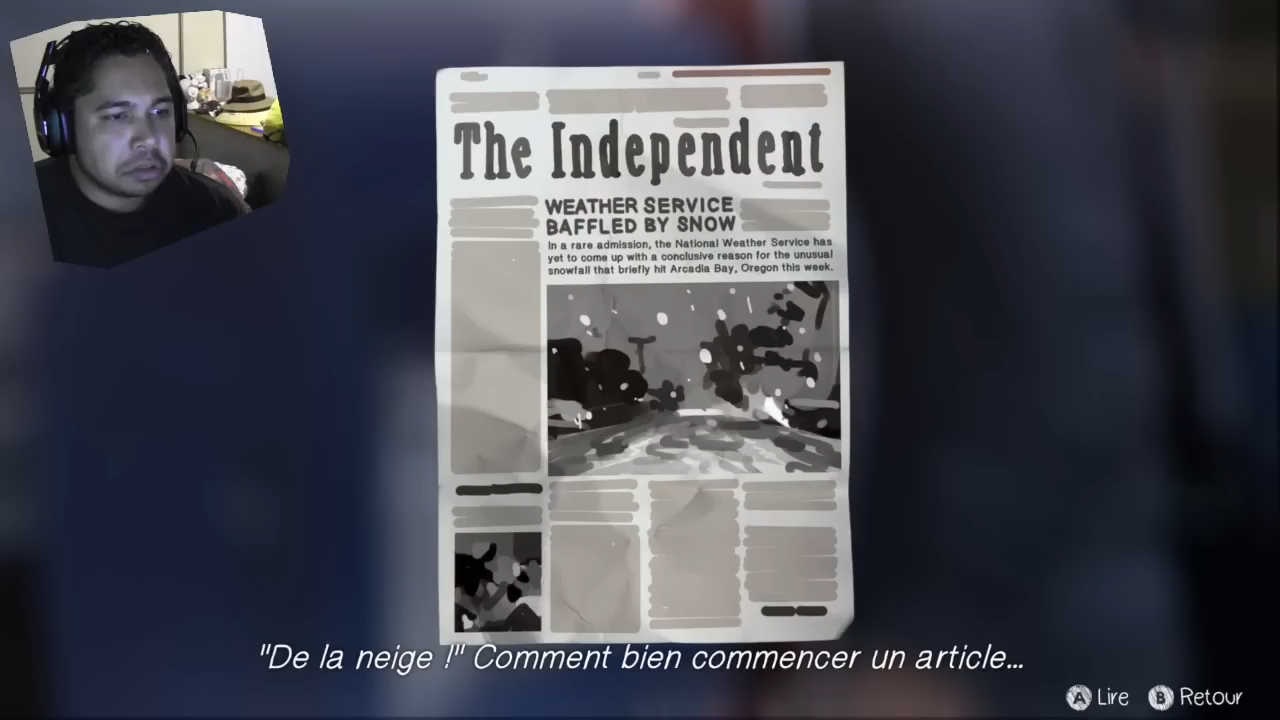 The Independent
WEATHER SERVICE
BAFFLED BY SNOW
In a rare admission, the National Weather Service has
yet to come up with a conclusive reason for the unusual
snowfall that briefly hit Arcadia Bay, Oregon this week.
"De la neige !" Comment bien commencer un article...
A Lire B Retour